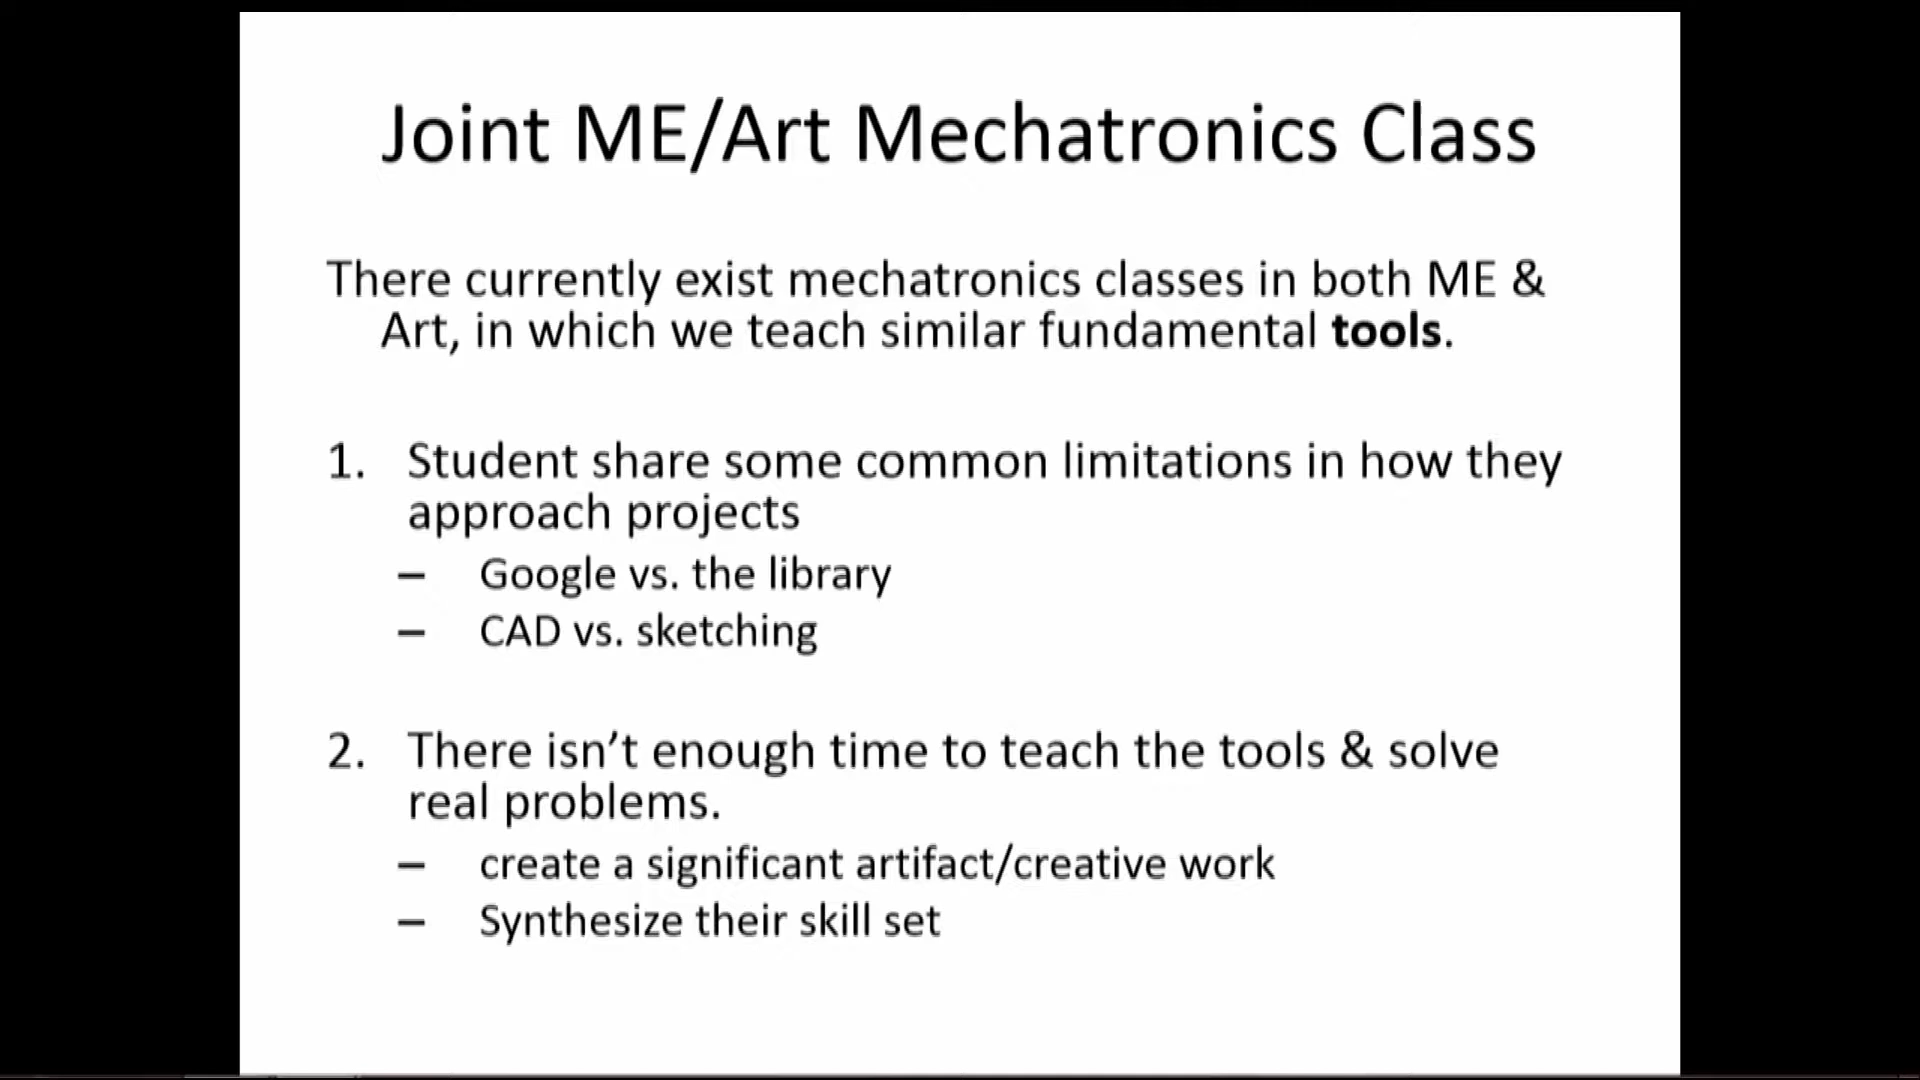 Joint ME/Art Mechatronics Class
There currently exist mechatronics classes in both ME &
Art, in which we teach similar fundamental tools.
1. Student share some common limitations in how they
approach projects
– Google vs. the library
– CAD vs. sketching
2. There isn’t enough time to teach the tools & solve
real problems.
– create a significant artifact/creative work
– Synthesize their skill set